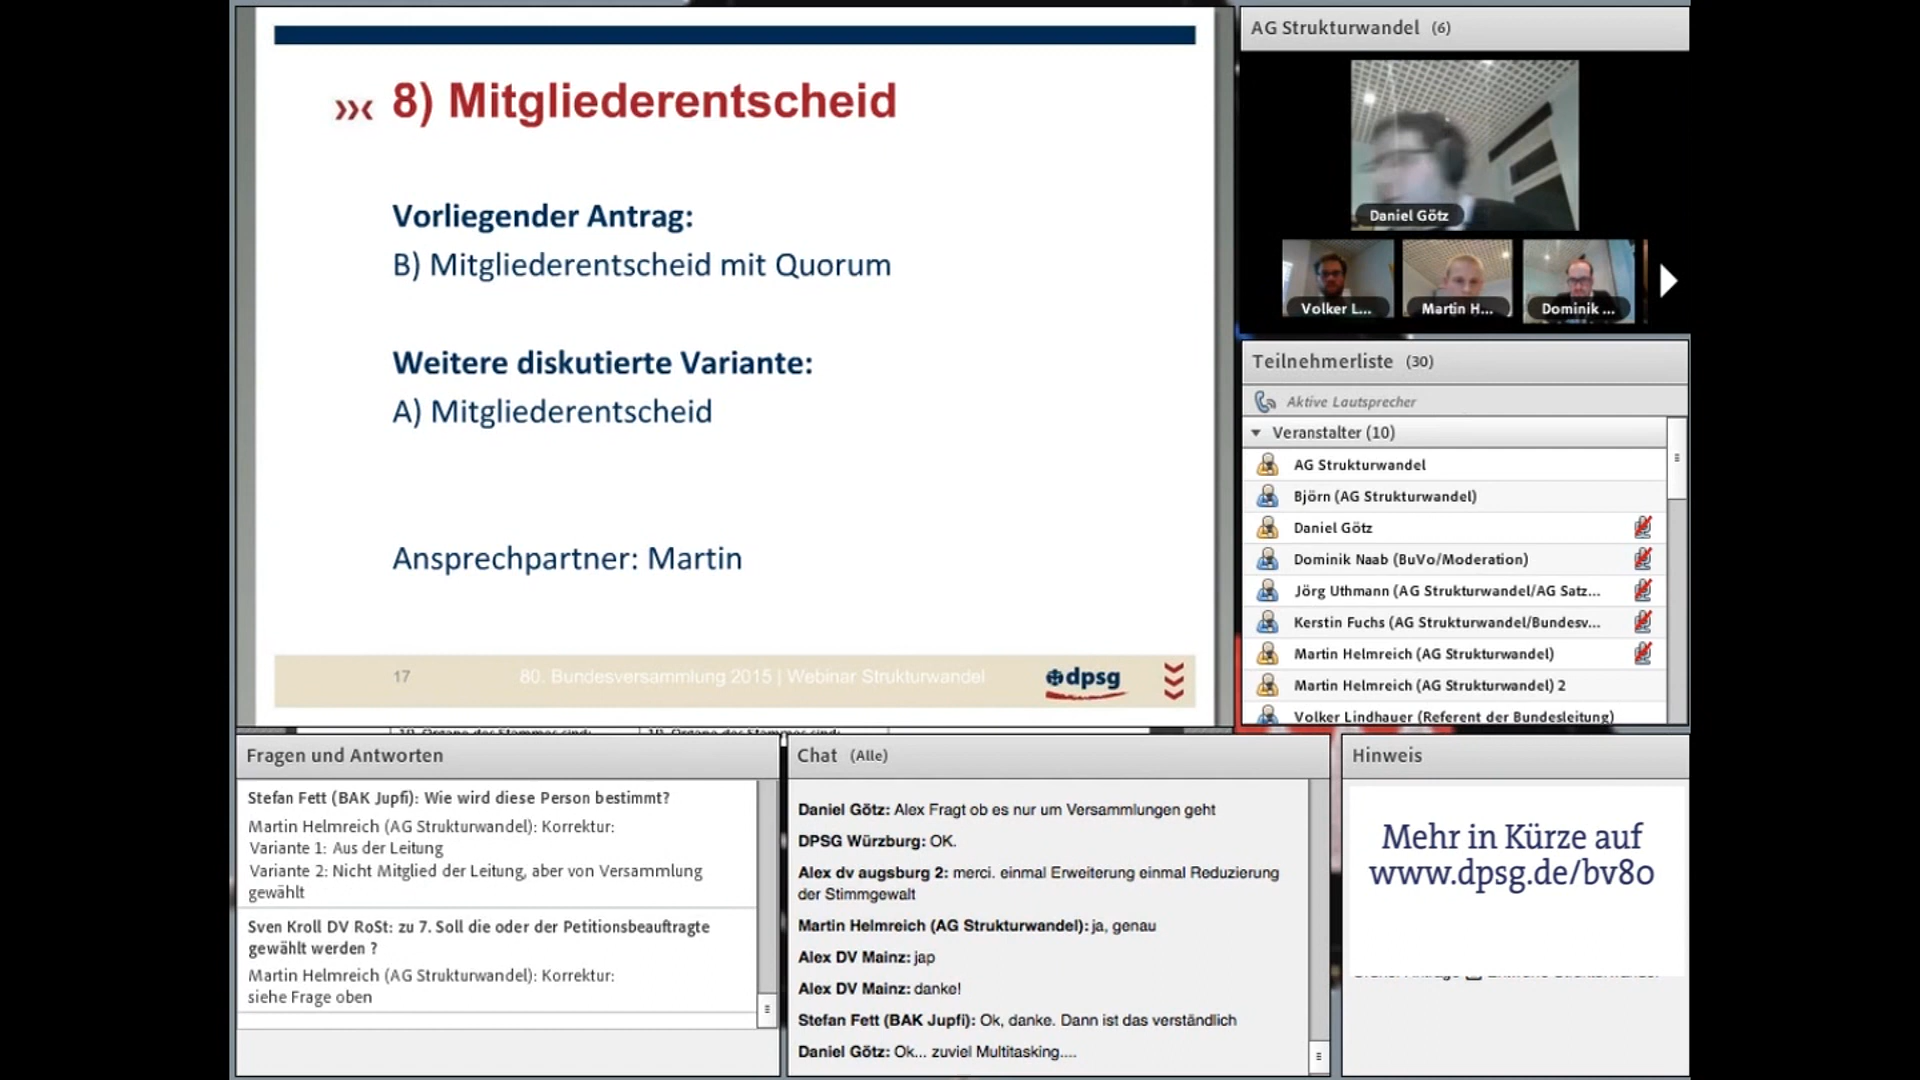 8) Mitgliederentscheid
Vorliegender Antrag:
B) Mitgliederentscheid mit Quorum
Weitere diskutierte Variante:
A) Mitgliederentscheid
Ansprechpartner: Martin
17
80. Bundesversammlung 2015 | Webinar Strukturwandel
dpsg
AG Strukturwandel (6)
Daniel Götz
Volker L...
Martin H...
Dominik ...
Teilnehmerliste (30)
Aktive Lautsprecher
Veranstalter (10)
AG Strukturwandel
Björn (AG Strukturwandel)
Daniel Götz
Dominik Naab (BuVo/Moderation)
Jörg Uthmann (AG Strukturwandel/AG Satz...
Kerstin Fuchs (AG Strukturwandel/Bundesv...
Martin Helmreich (AG Strukturwandel)
Martin Helmreich (AG Strukturwandel) 2
Volker Lindhauer (Referent der Bundesleitung)
Fragen und Antworten
Stefan Fett (BAK Jupfi): Wie wird diese Person bestimmt?
Martin Helmreich (AG Strukturwandel): Korrektur:
Variante 1: Aus der Leitung
Variante 2: Nicht Mitglied der Leitung, aber von Versammlung
gewählt
Sven Kroll DV RoSt: zu 7. Soll die oder der Petitionsbeauftragte
gewählt werden ?
Martin Helmreich (AG Strukturwandel): Korrektur:
siehe Frage oben
Chat (Alle)
Daniel Götz: Alex Fragt ob es nur um Versammlungen geht
DPSG Würzburg: OK.
Alex dv augsburg 2: merci. einmal Erweiterung einmal Reduzierung
der Stimmgewalt
Martin Helmreich (AG Strukturwandel): ja, genau
Alex DV Mainz: jap
Alex DV Mainz: danke!
Stefan Fett (BAK Jupfi): Ok, danke. Dann ist das verständlich
Daniel Götz: Ok... zuviel Multitasking....
Hinweis
Mehr in Kürze auf
www.dpsg.de/bv80